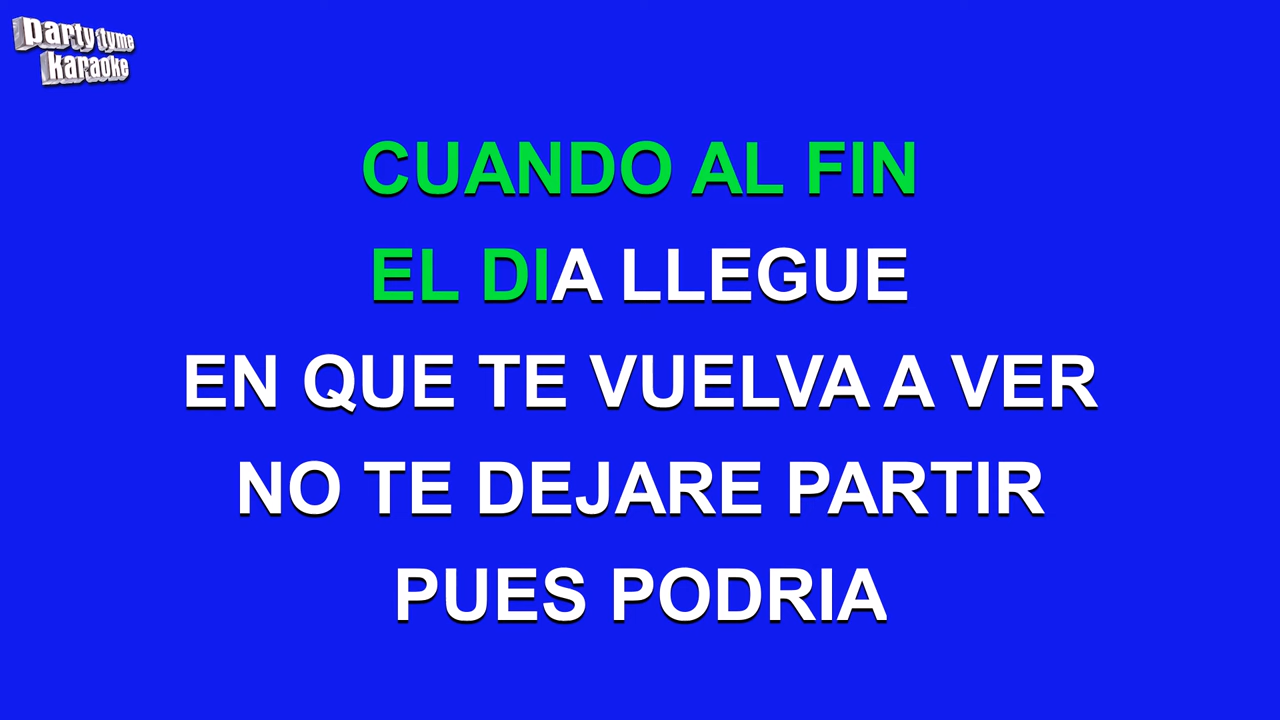 party tyme
karaoke
CUANDO AL FIN
EL DIA LLEGUE
EN QUE TE VUELVA A VER
NO TE DEJARE PARTIR
PUES PODRIA